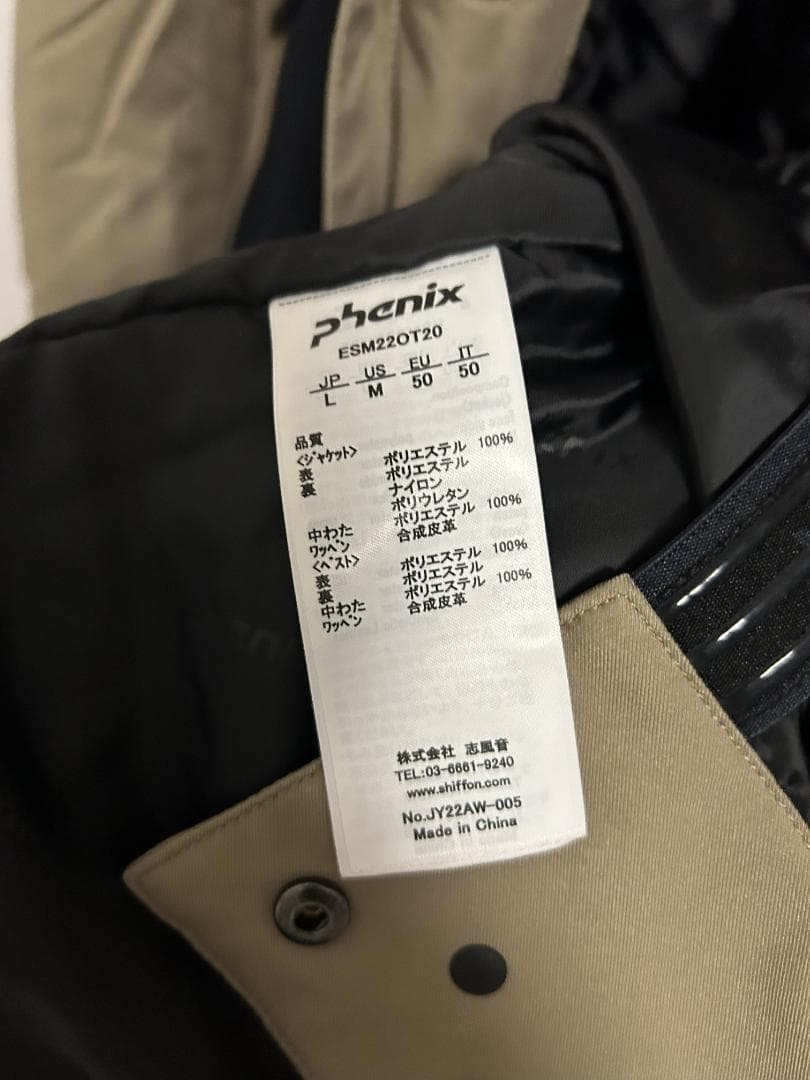 phenix
ESM22OT20
JP US EU IT
L M 50 50
品質
<ジャケット>
表 ポリエステル 100%
裏 ポリエステル
ナイロン
ポリウレタン
中わた ポリエステル 100%
ワッペン 合成皮革
<ベスト>
表 ポリエステル 100%
裏 ポリエステル
中わた ポリエステル 100%
ワッペン 合成皮革
株式会社 志風音
TEL:03-6661-9240
www.shiffon.com
No.JY22AW-005
Made in China